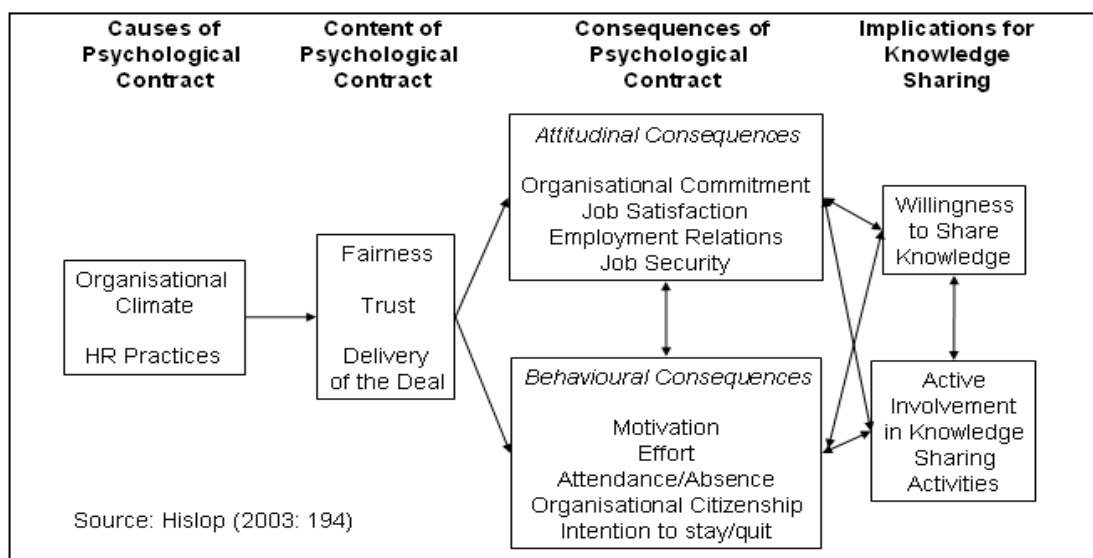 Causes of
Psychological
Contract
Content of
Psychological
Contract
Consequences of
Psychological
Contract
Implications for
Knowledge
Sharing
Organisational
Climate
HR Practices
Fairness
Trust
Delivery
of the Deal
Attitudinal Consequences
Organisational Commitment
Job Satisfaction
Employment Relations
Job Security
Behavioural Consequences
Motivation
Effort
Attendance/Absence
Organisational Citizenship
Intention to stay/quit
Willingness
to Share
Knowledge
Active
Involvement
in Knowledge
Sharing
Activities
Source: Hislop (2003: 194)